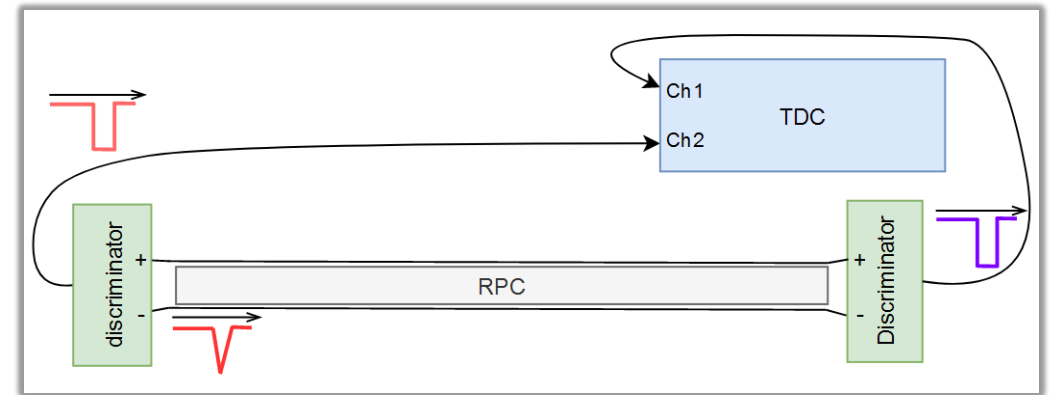 Ch1
TDC
Ch2
discriminator
+
-
RPC
+
-
Discriminator